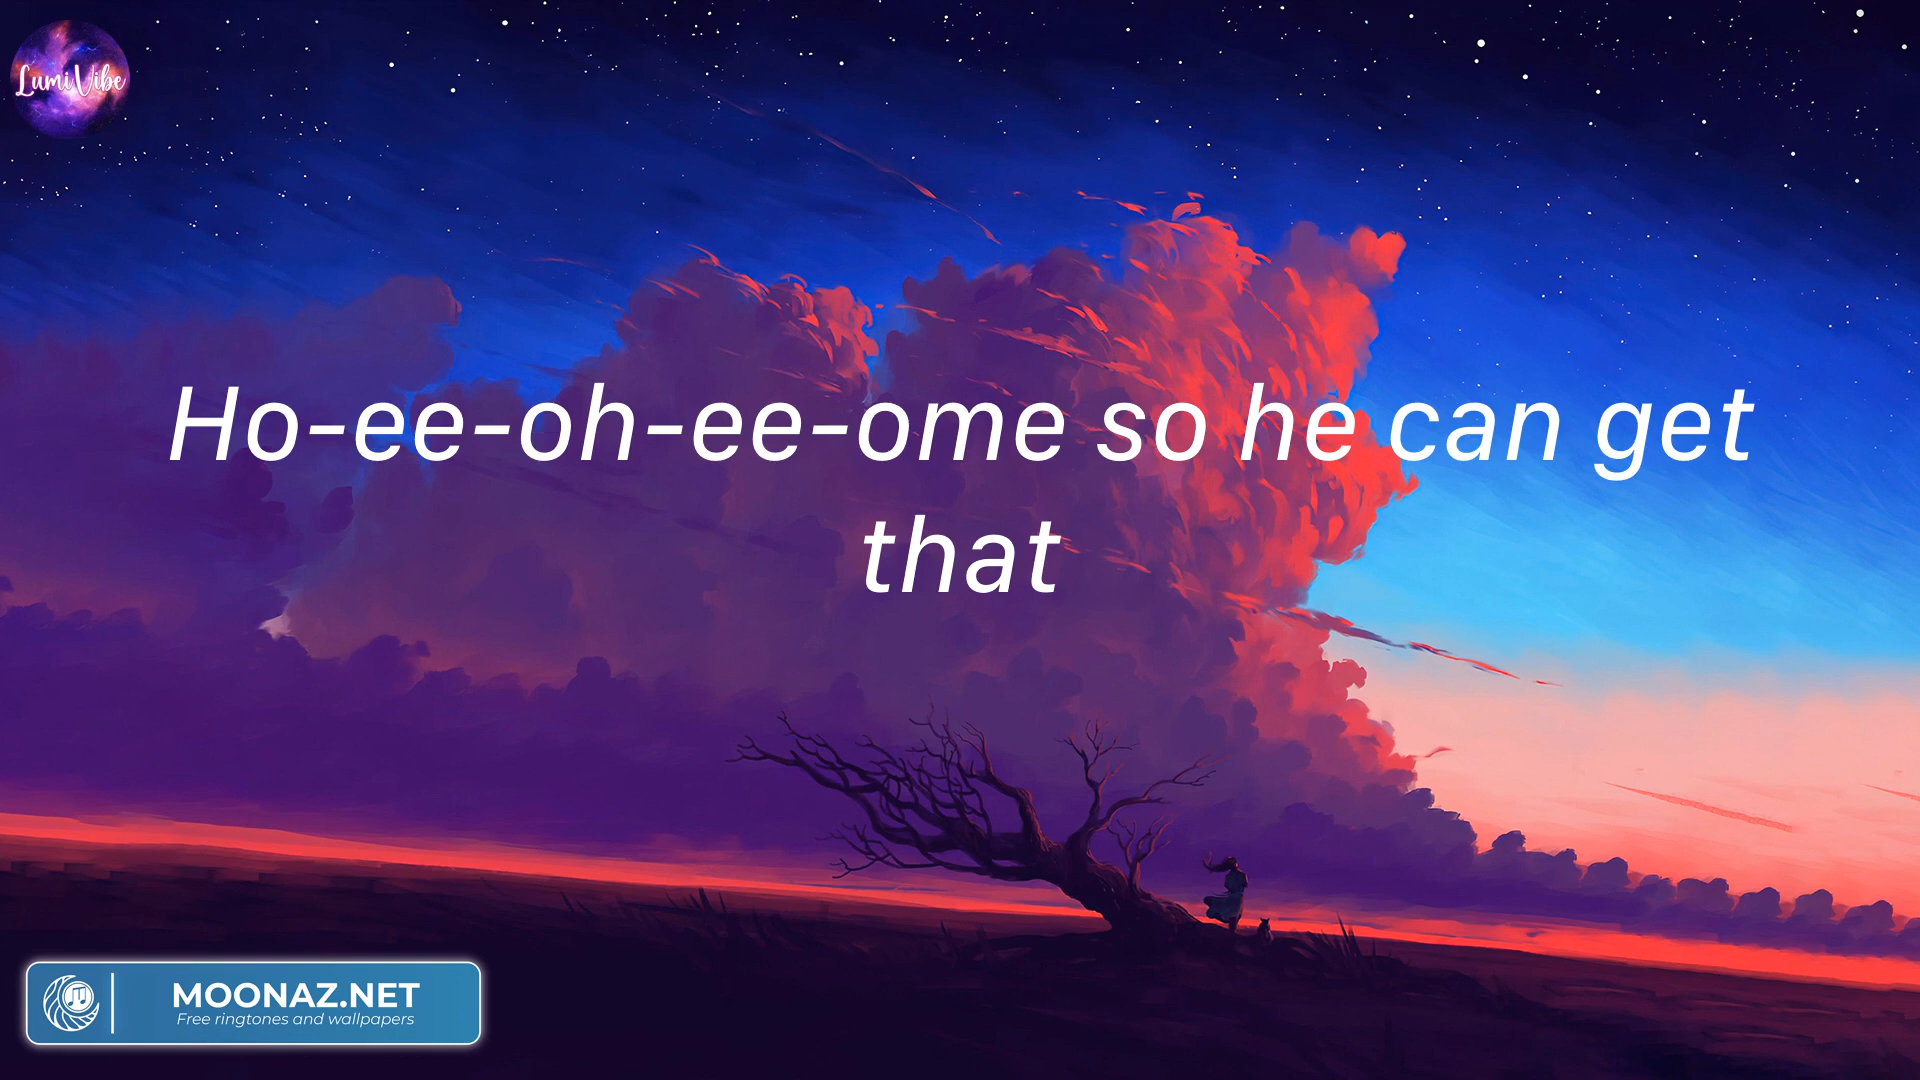 LumiVibe
Ho-ee-oh-ee-ome so he can get
that
MOONAZ.NET
Free ringtones and wallpapers